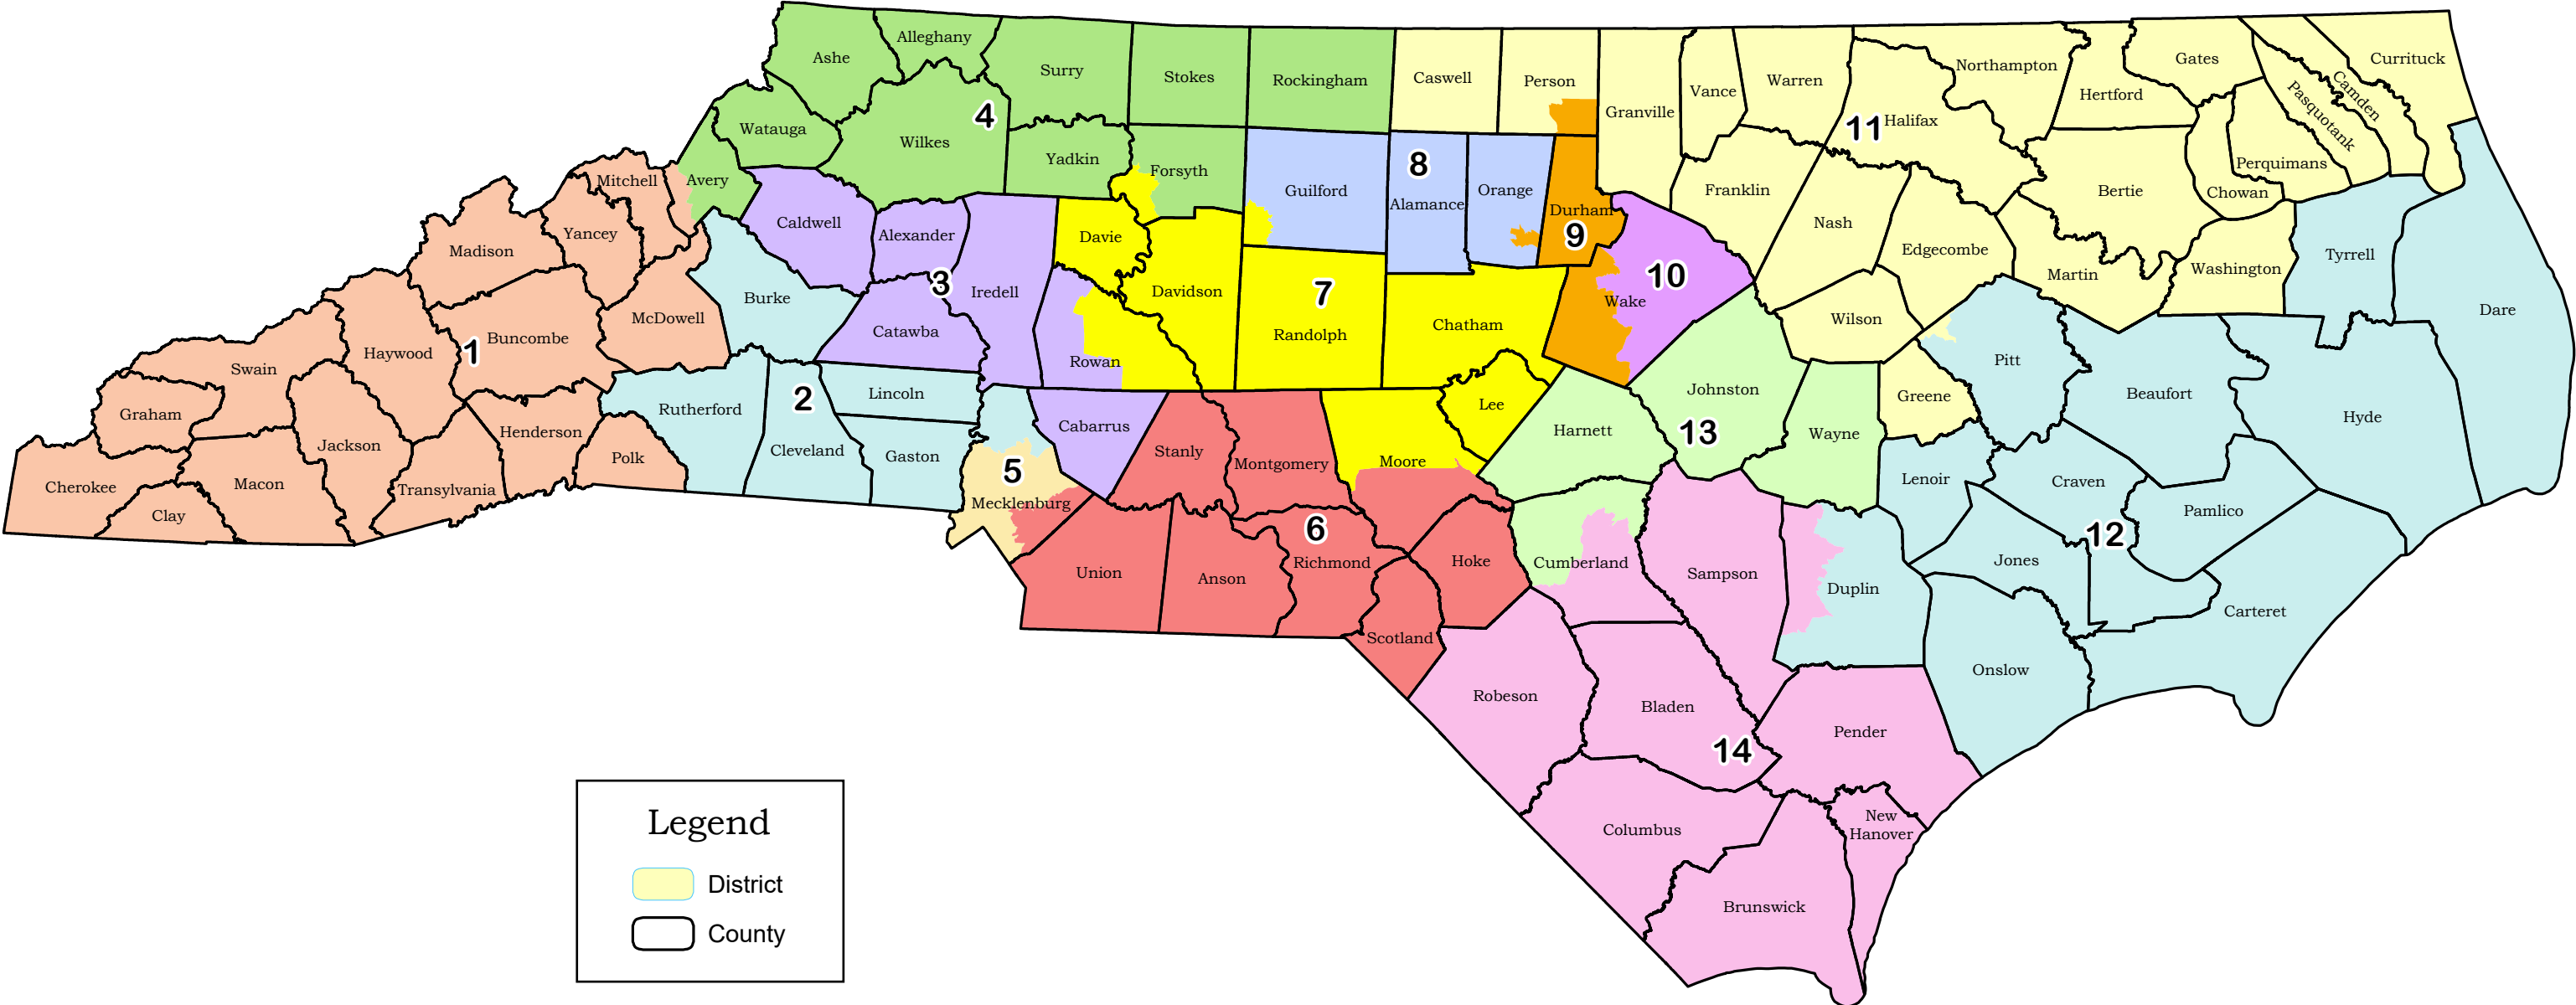 Ashe
Alleghany
Surry
Stokes
Rockingham
Caswell
Person
Granville
Vance
Warren
Northampton
Hertford
Gates
Camden
Pasquotank
Currituck
Watauga
Wilkes
4
Yadkin
Forsyth
Guilford
8
Alamance
Orange
Durham
9
Franklin
11
Halifax
Bertie
Chowan
Perquimans
Mitchell
Avery
Caldwell
Alexander
3
Iredell
Davie
Davidson
7
Randolph
Chatham
Wake
10
Nash
Edgecombe
Martin
Washington
Tyrrell
Dare
Madison
Yancey
Burke
McDowell
Buncombe
1
Haywood
Swain
Graham
Catawba
Rowan
Wilson
Pitt
Greene
Beaufort
Hyde
Cherokee
Clay
Macon
Jackson
Transylvania
Henderson
Polk
Rutherford
2
Cleveland
Lincoln
Gaston
Cabarrus
5
Mecklenburg
Stanly
Montgomery
Moore
Lee
Harnett
Johnston
13
Wayne
Lenoir
Craven
Pamlico
12
Jones
Carteret
Onslow
Union
Anson
6
Richmond
Scotland
Hoke
Cumberland
Sampson
Duplin
Robeson
Bladen
14
Pender
Columbus
New
Hanover
Brunswick
Legend
District
County